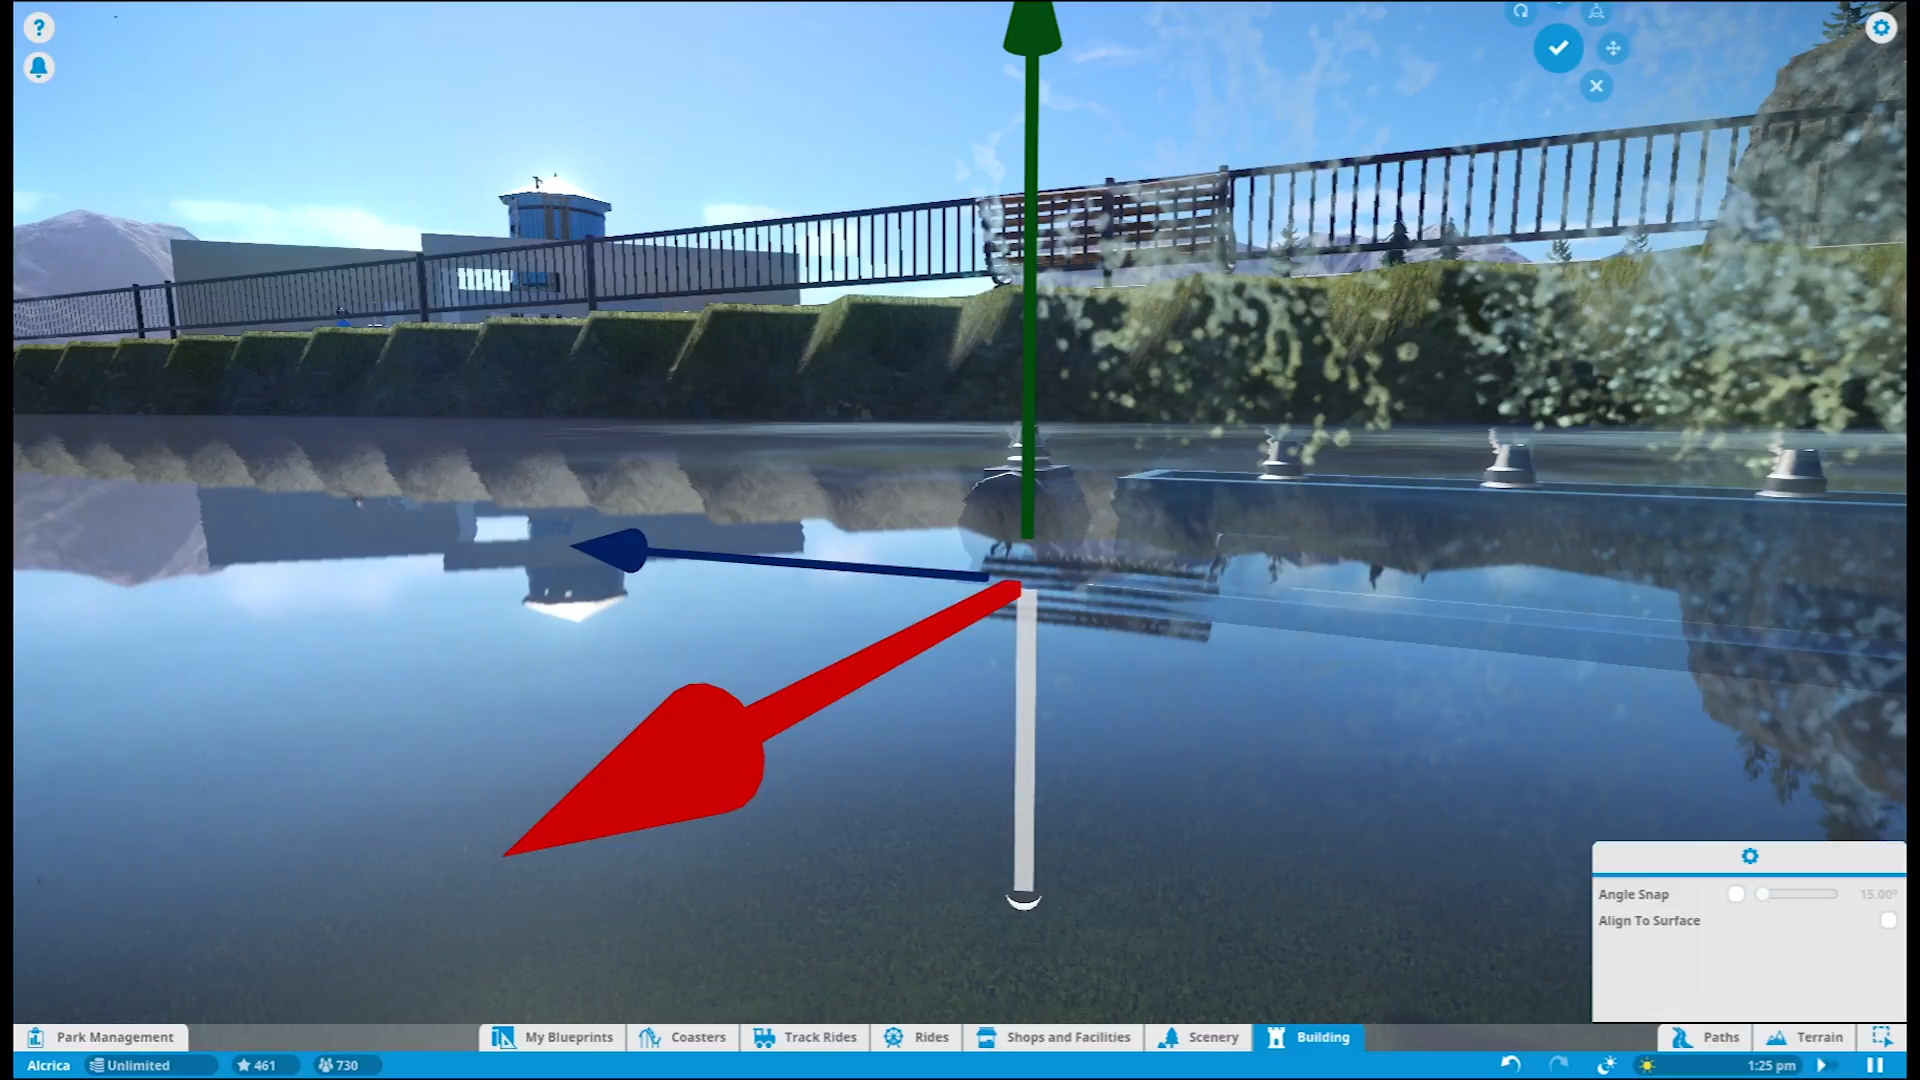 ?
Angle Snap 15.00°
Align To Surface
Park Management My Blueprints Coasters Track Rides Rides Shops and Facilities Scenery Building Paths Terrain
Alcrica Unlimited 461 730 1:25 pm